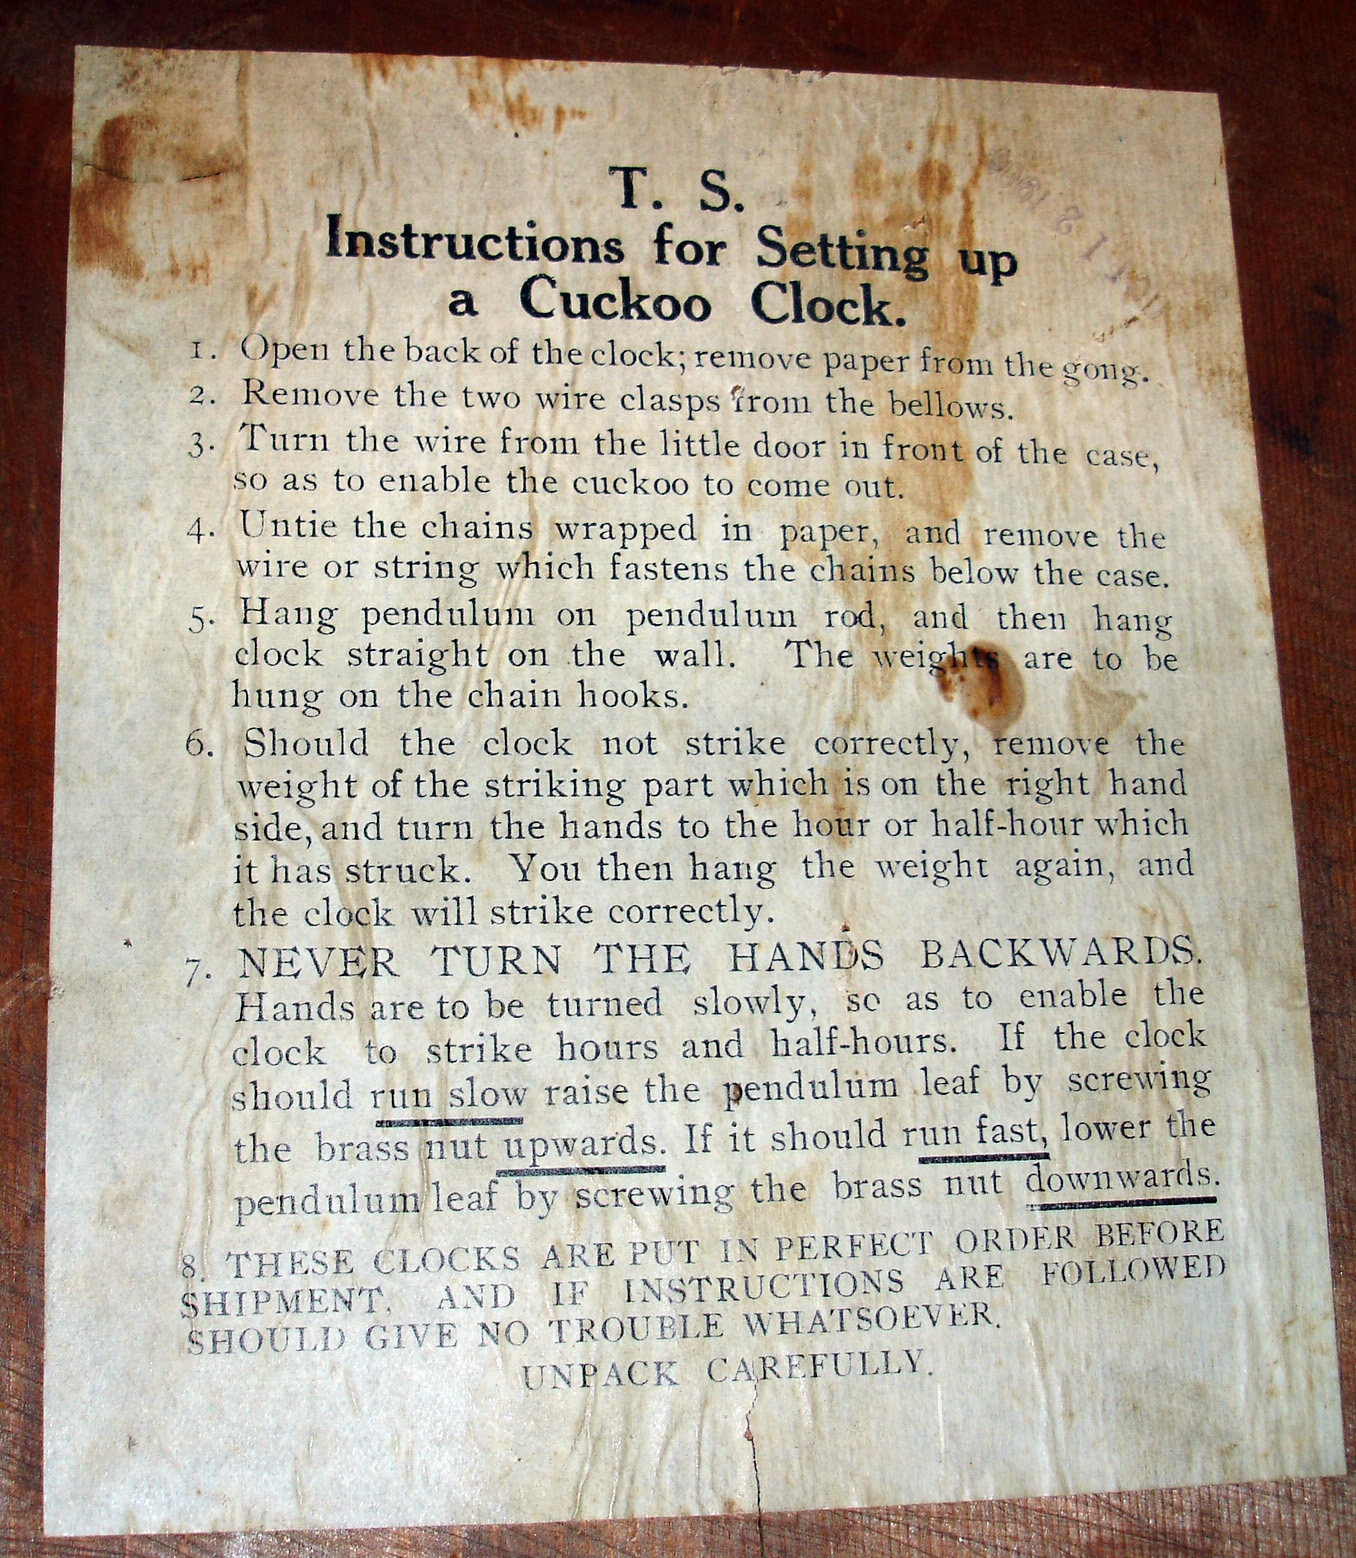 T. S.
Instructions for Setting up
a Cuckoo Clock.
1. Open the back of the clock; remove paper from the gong.
2. Remove the two wire clasps from the bellows.
3. Turn the wire from the little door in front of the case,
so as to enable the cuckoo to come out.
4. Untie the chains wrapped in paper, and remove the
wire or string which fastens the chains below the case.
5. Hang pendulum on pendulum rod, and then hang
clock straight on the wall. The weights are to be
hung on the chain hooks.
6. Should the clock not strike correctly, remove the
weight of the striking part which is on the right hand
side, and turn the hands to the hour or half-hour which
it has struck. You then hang the weight again, and
the clock will strike correctly.
7. NEVER TURN THE HANDS BACKWARDS.
Hands are to be turned slowly, so as to enable the
clock to strike hours and half-hours. If the clock
should run slow raise the pendulum leaf by screwing
the brass nut upwards. If it should run fast, lower the
pendulum leaf by screwing the brass nut downwards.
8. THESE CLOCKS ARE PUT IN PERFECT ORDER BEFORE
SHIPMENT, AND IF INSTRUCTIONS ARE FOLLOWED
SHOULD GIVE NO TROUBLE WHATSOEVER.
UNPACK CAREFULLY.